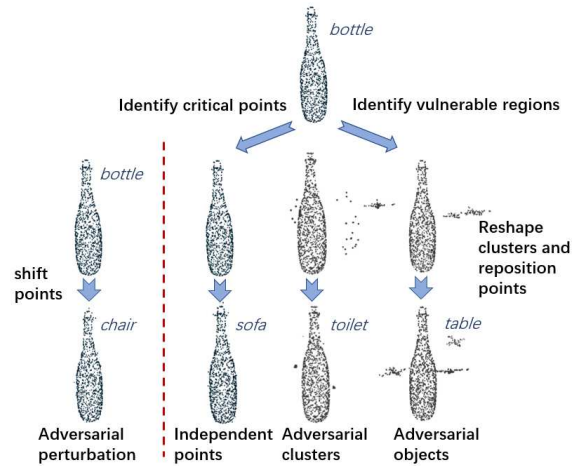 bottle
Identify critical points
Identify vulnerable regions
bottle
Reshape
clusters and
reposition
points
shift
points
chair
sofa
toilet
table
Adversarial
perturbation
Independent
points
Adversarial
clusters
Adversarial
objects